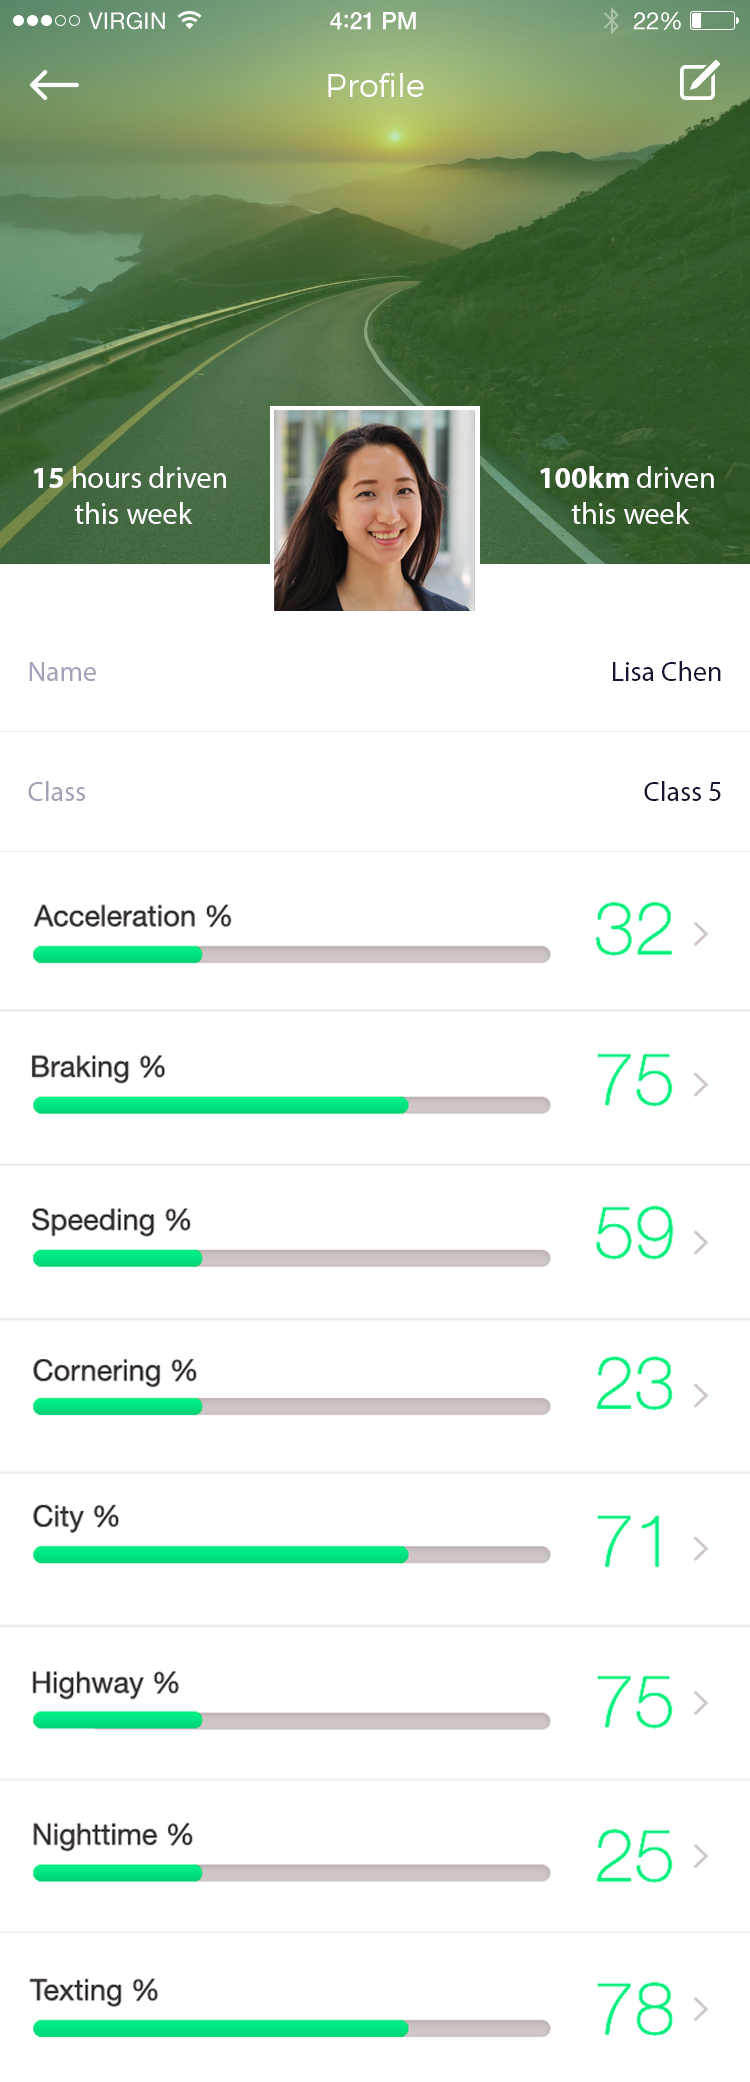 VIRGIN 4:21 PM 22%
Profile
15 hours driven
this week
100km driven
this week
Name Lisa Chen
Class Class 5
Acceleration % 32
Braking % 75
Speeding % 59
Cornering % 23
City % 71
Highway % 75
Nighttime % 25
Texting % 78